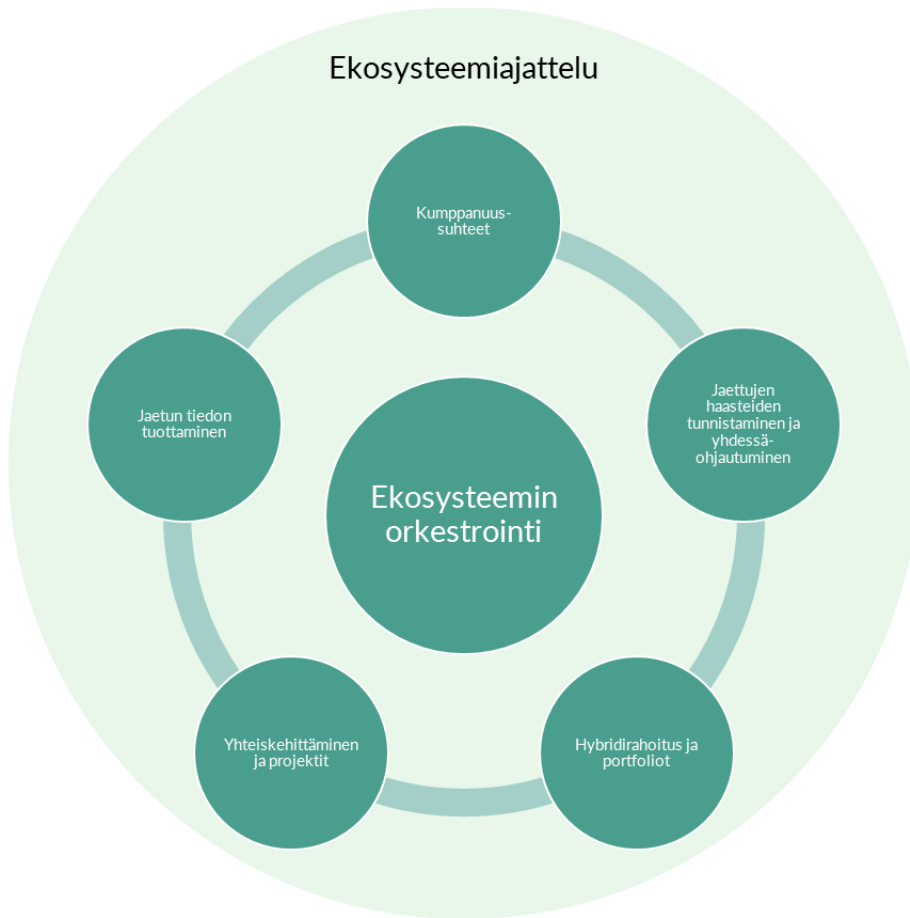 Ekosysteemiajattelu
Kumppanuus-
suhteet
Jaetun tiedon
tuottaminen
Jaettujen
haasteiden
tunnistaminen ja
yhdessä-
ohjautuminen
Ekosysteemin
orkestrointi
Yhteiskehittäminen
ja projektit
Hybridirahoitus ja
portfoliot